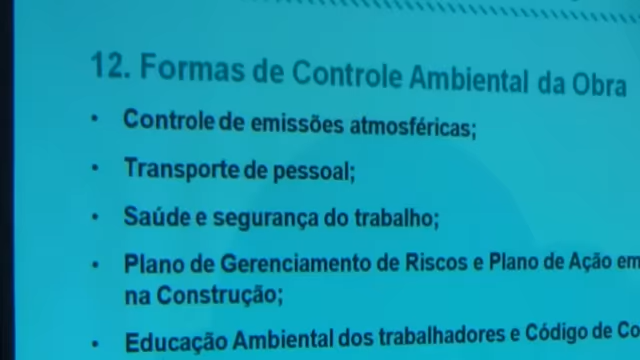 12. Formas de Controle Ambiental da Obra
• Controle de emissões atmosféricas;
• Transporte de pessoal;
• Saúde e segurança do trabalho;
• Plano de Gerenciamento de Riscos e Plano de Ação em
na Construção;
• Educação Ambiental dos trabalhadores e Código de